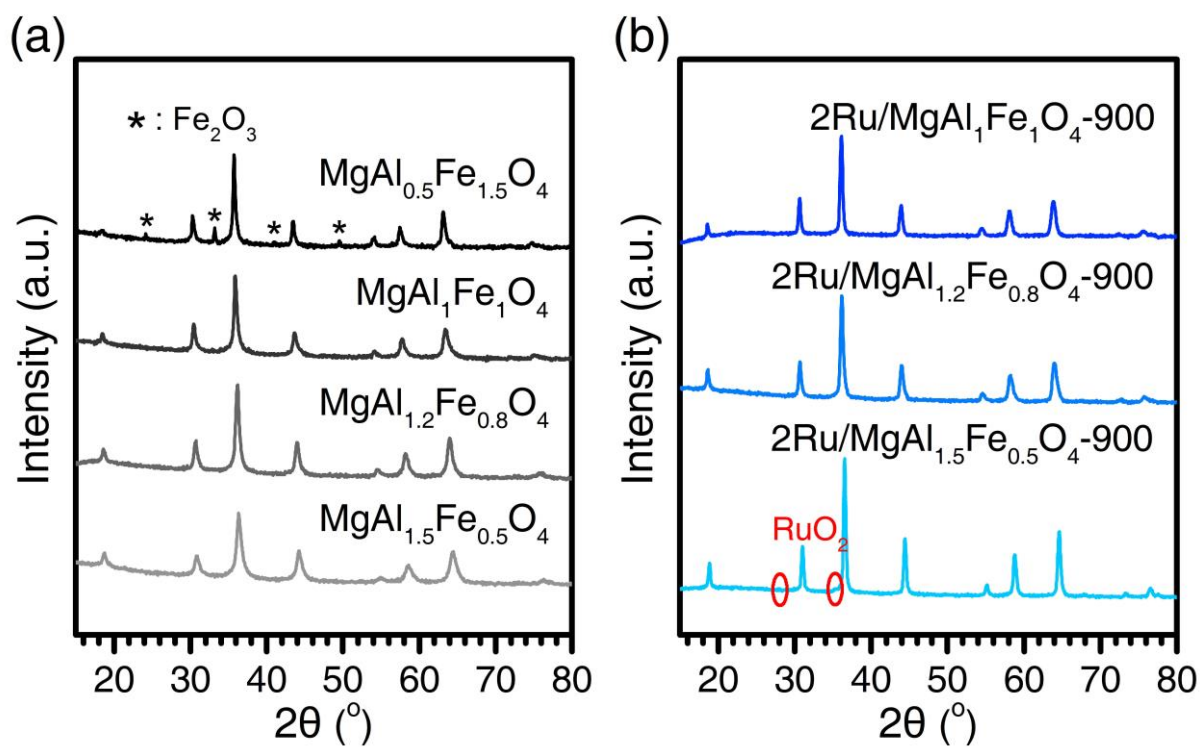 (a)
* : Fe₂O₃
MgAl₀.₅Fe₁.₅O₄
* * * *
MgAl₁Fe₁O₄
MgAl₁.₂Fe₀.₈O₄
MgAl₁.₅Fe₀.₅O₄
Intensity (a.u.)
20 30 40 50 60 70 80
2θ (°)
(b)
2Ru/MgAl₁Fe₁O₄-900
2Ru/MgAl₁.₂Fe₀.₈O₄-900
2Ru/MgAl₁.₅Fe₀.₅O₄-900
RuO₂
Intensity (a.u.)
20 30 40 50 60 70 80
2θ (°)